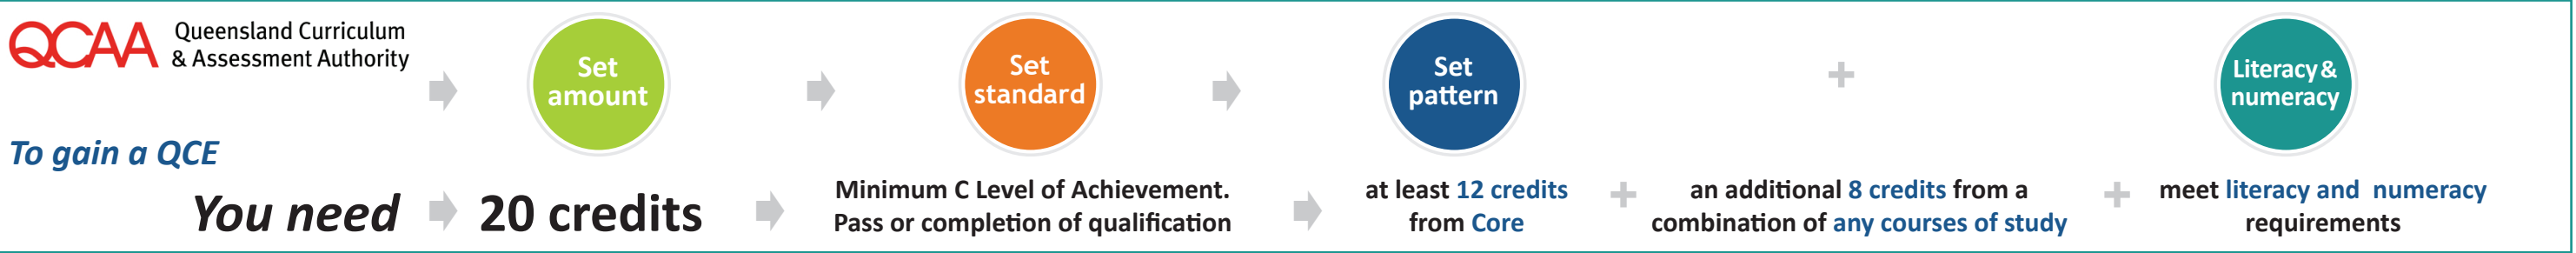 QCAA Queensland Curriculum
& Assessment Authority
To gain a QCE
You need
Set
amount
20 credits
Set
standard
Minimum C Level of Achievement.
Pass or completion of qualification
Set
pattern
at least 12 credits
from Core
+
+
an additional 8 credits from a
combination of any courses of study
+
Literacy &
numeracy
meet literacy and numeracy
requirements